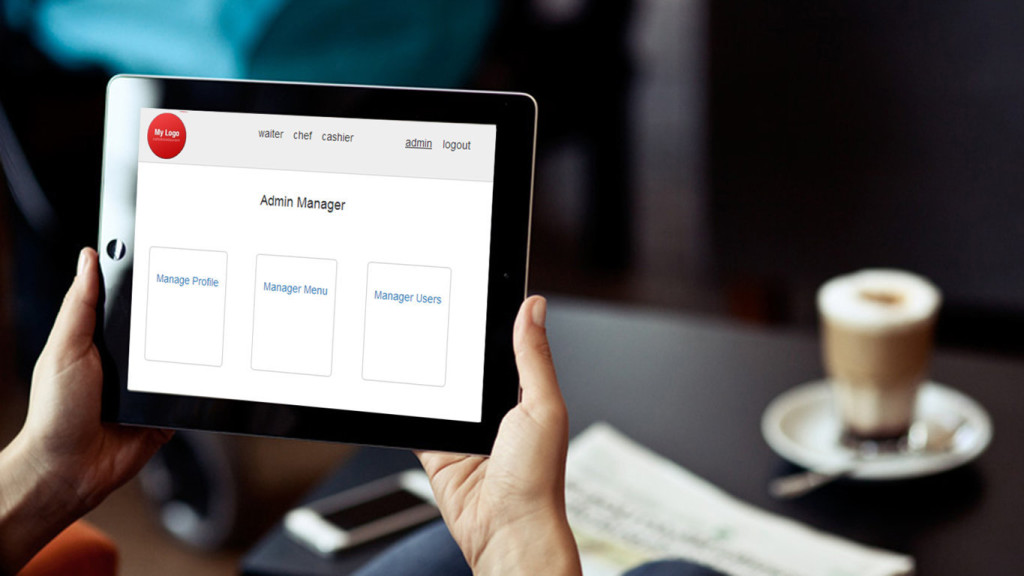 My Logo
waiter chef cashier
admin logout
Admin Manager
Manage Profile
Manager Menu
Manager Users